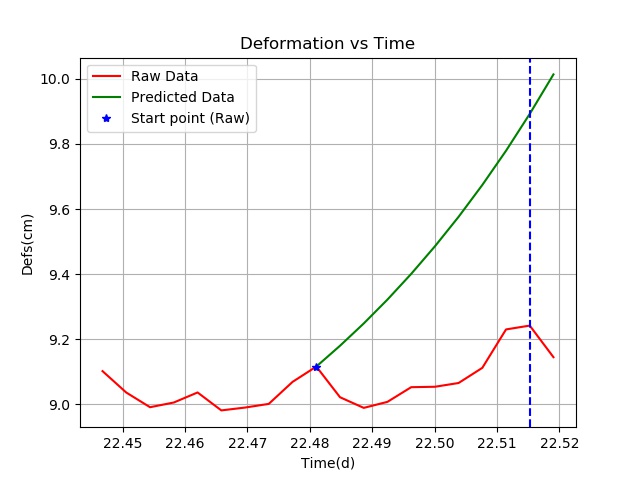 Deformation vs Time
Raw Data
Predicted Data
Start point (Raw)
Defs(cm)
10.0
9.8
9.6
9.4
9.2
9.0
22.45 22.46 22.47 22.48 22.49 22.50 22.51 22.52
Time(d)